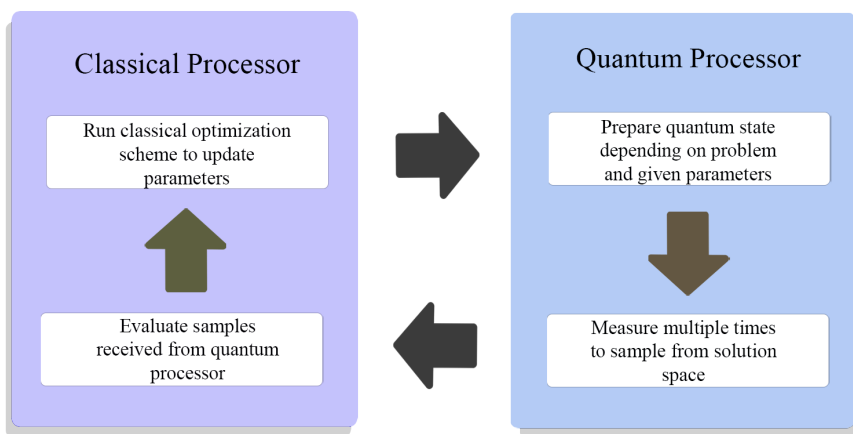 Classical Processor
Run classical optimization
scheme to update
parameters
Evaluate samples
received from quantum
processor
Quantum Processor
Prepare quantum state
depending on problem
and given parameters
Measure multiple times
to sample from solution
space